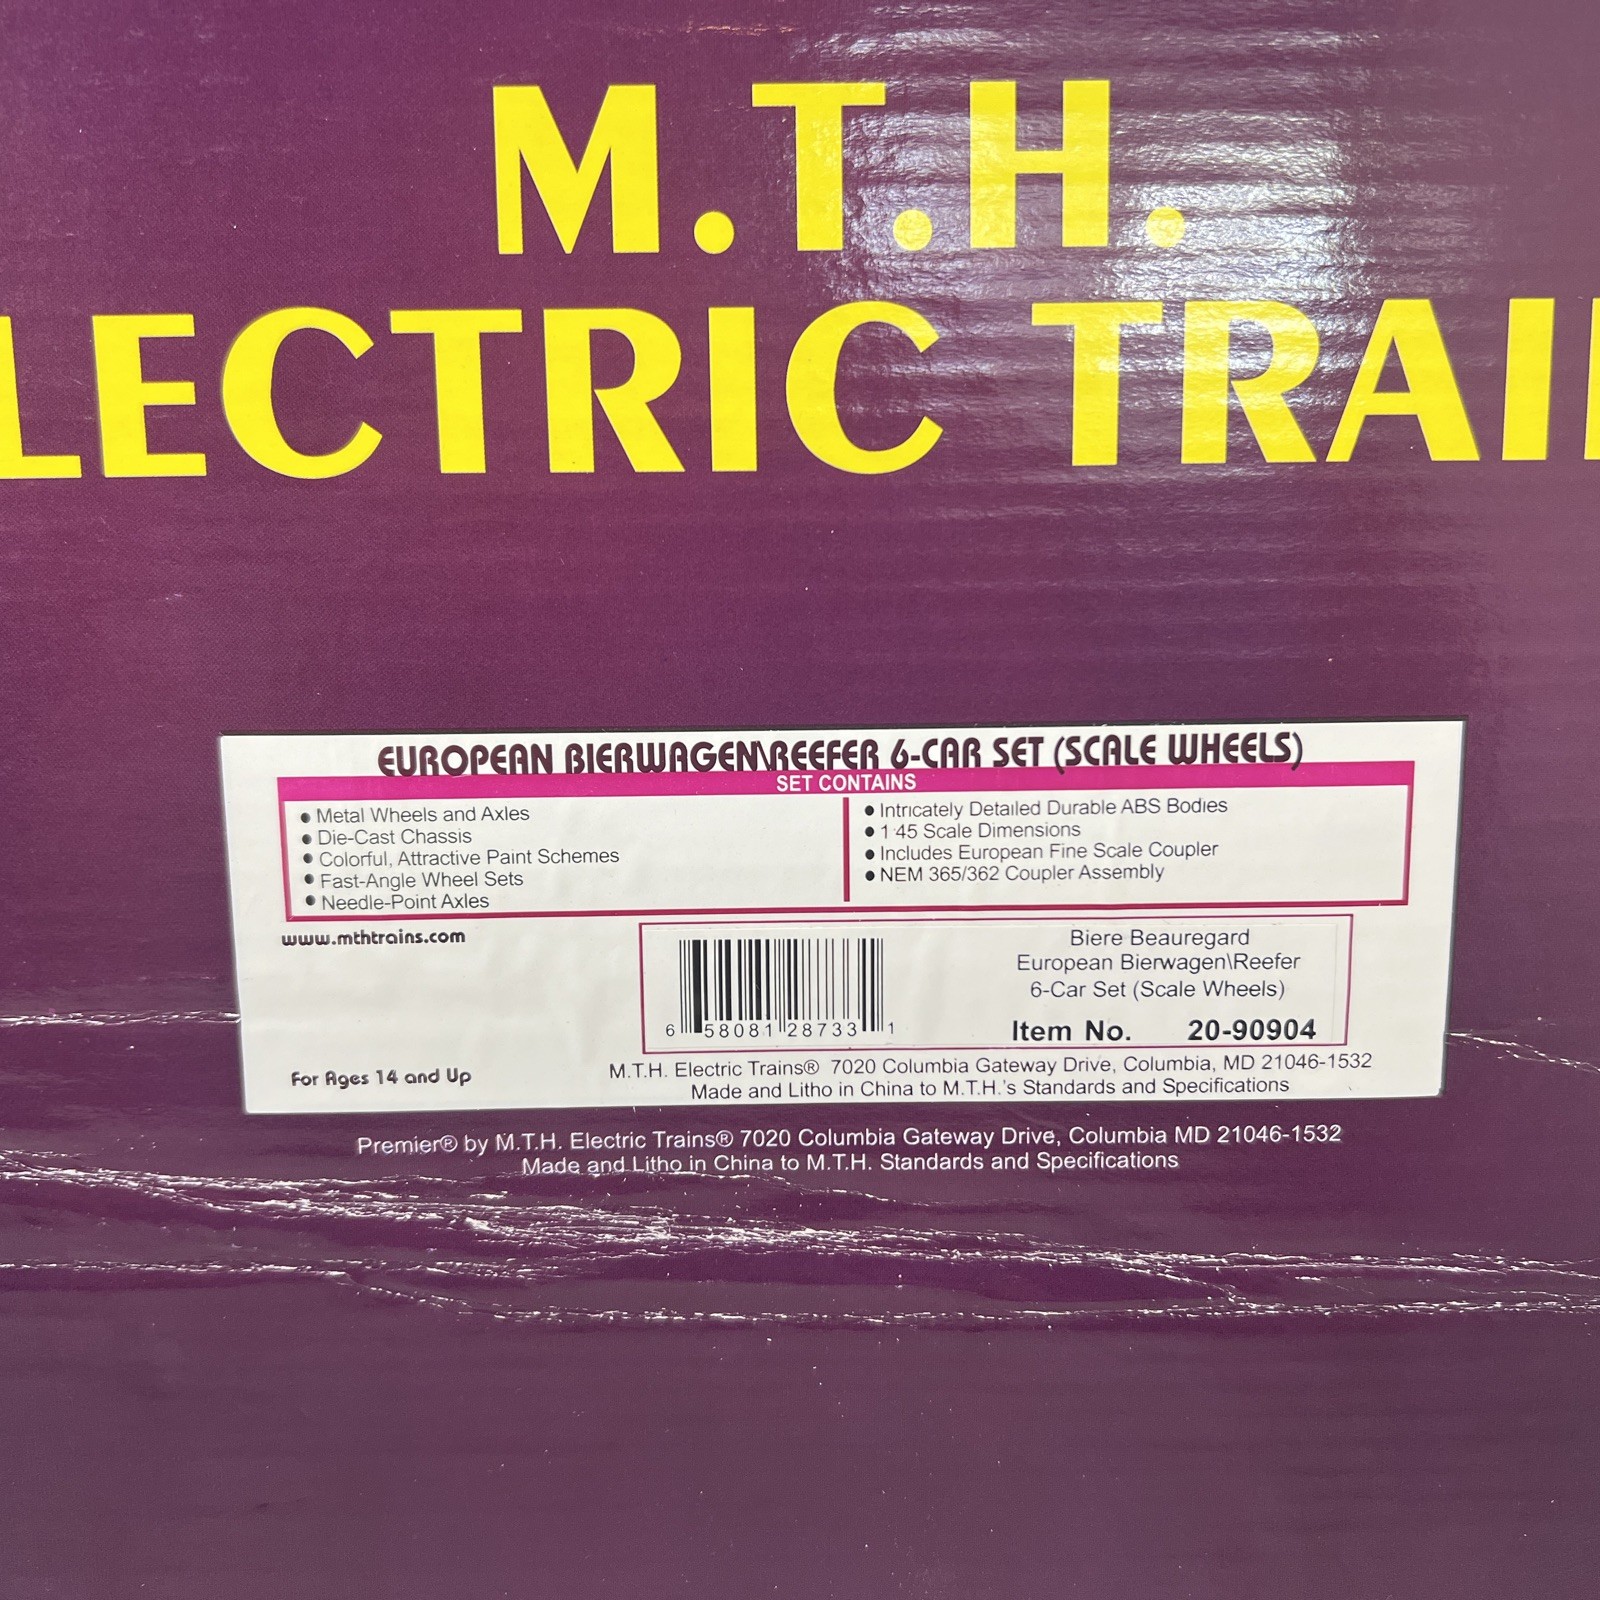 M.T.H.
LECTRIC TRAI
EUROPEAN BIERWAGEN\REEFER 6-CAR SET (SCALE WHEELS)
SET CONTAINS
• Metal Wheels and Axles
• Die-Cast Chassis
• Colorful, Attractive Paint Schemes
• Fast-Angle Wheel Sets
• Needle-Point Axles
• Intricately Detailed Durable ABS Bodies
• 1:45 Scale Dimensions
• Includes European Fine Scale Coupler
• NEM 365/362 Coupler Assembly
www.mthtrains.com
6 58081 28733 1
Biere Beauregard
European Bierwagen\Reefer
6-Car Set (Scale Wheels)
Item No. 20-90904
For Ages 14 and Up
M.T.H. Electric Trains® 7020 Columbia Gateway Drive, Columbia, MD 21046-1532
Made and Litho in China to M.T.H.'s Standards and Specifications
Premier® by M.T.H. Electric Trains® 7020 Columbia Gateway Drive, Columbia MD 21046-1532
Made and Litho in China to M.T.H. Standards and Specifications